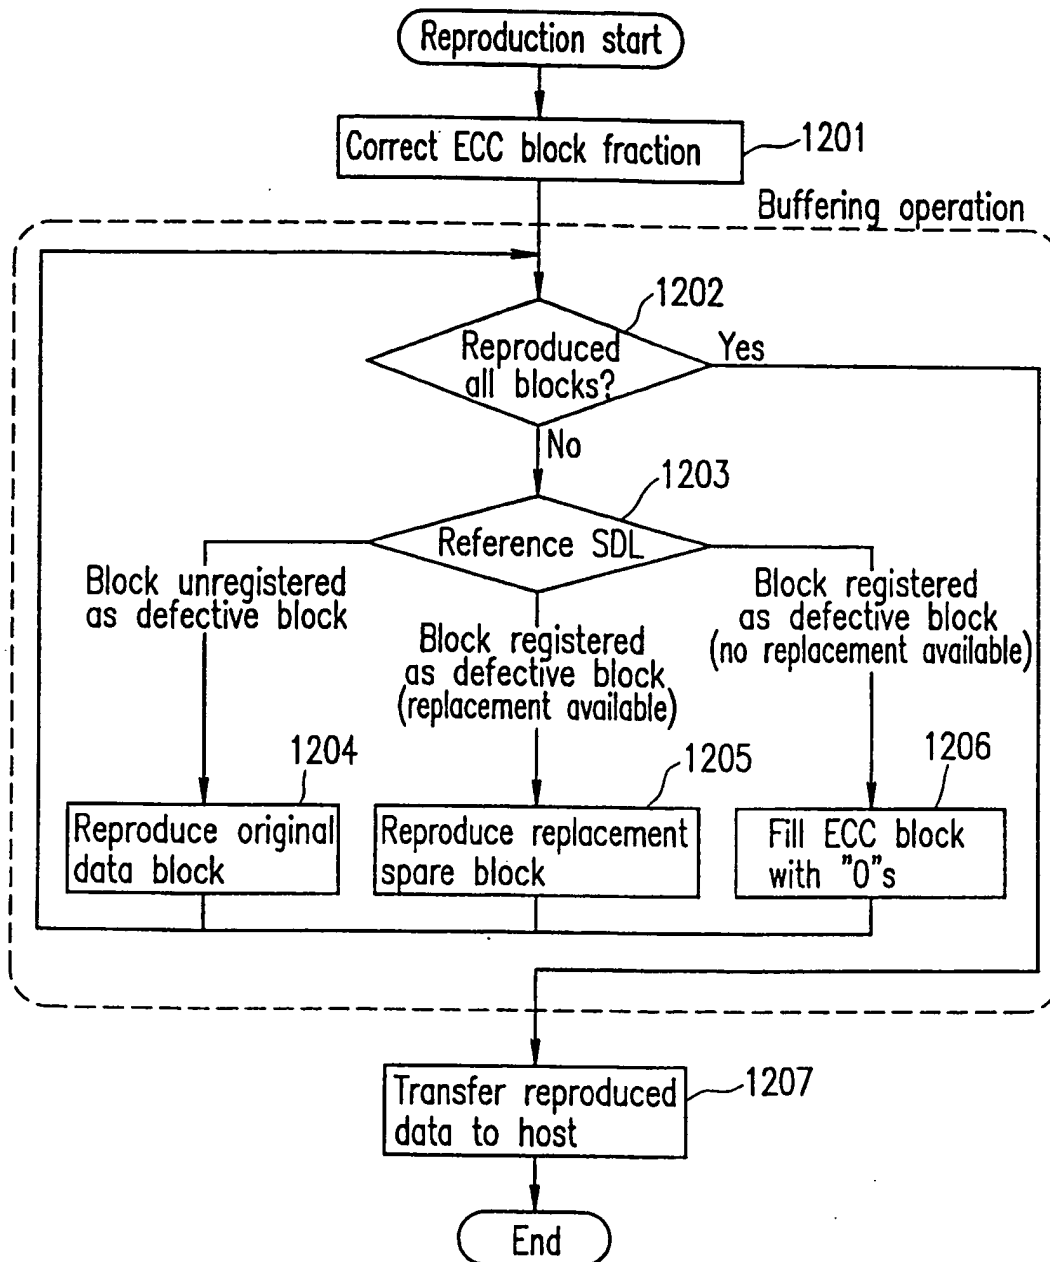 Reproduction start
Correct ECC block fraction
1201
Buffering operation
1202
Reproduced
all blocks?
Yes
No
1203
Reference SDL
Block unregistered
as defective block
Block registered
as defective block
(replacement available)
Block registered
as defective block
(no replacement available)
1204
Reproduce original
data block
1205
Reproduce replacement
spare block
1206
Fill ECC block
with "0"s
1207
Transfer reproduced
data to host
End